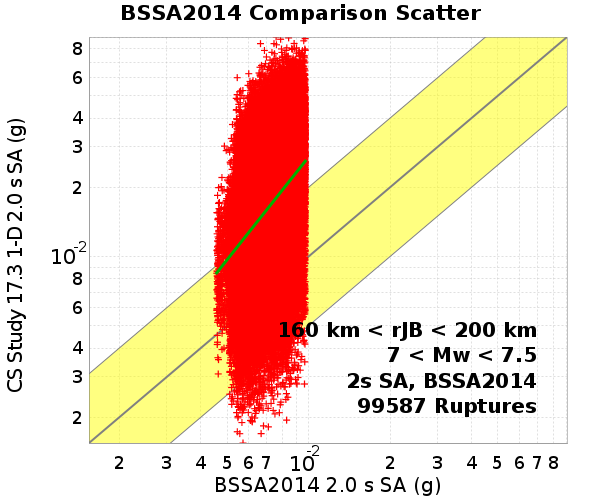 BSSA2014 Comparison Scatter
8
6
4
3
2
10-2
8
6
4
3
2
CS Study 17.3 1-D 2.0 s SA (g)
160 km < rJB < 200 km
7 < Mw < 7.5
2s SA, BSSA2014
99587 Ruptures
2 3 4 5 6 7 10-2 2 3 4 5 6 7 8
BSSA2014 2.0 s SA (g)